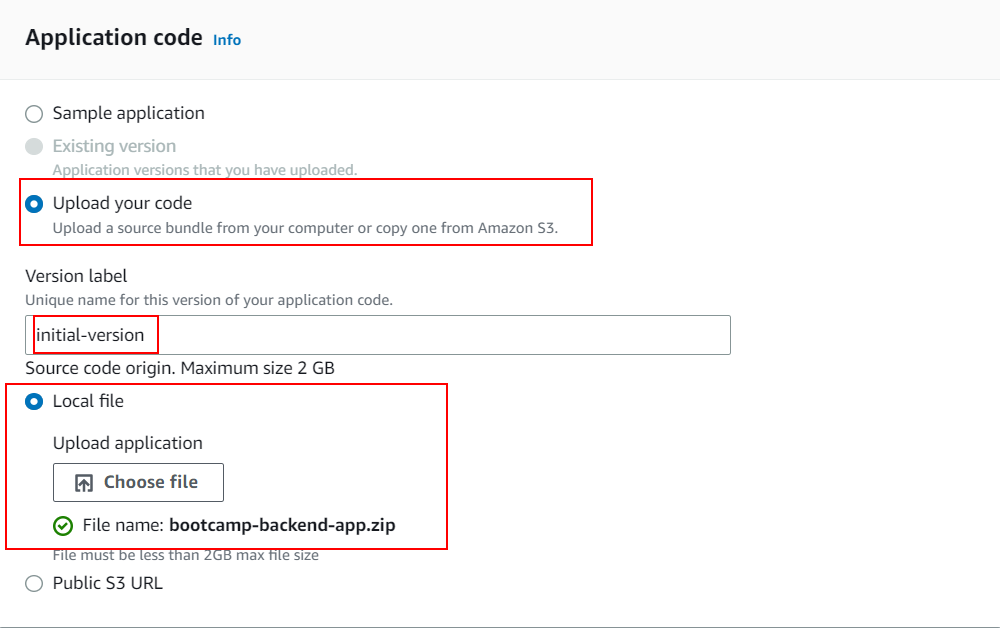 Application code Info
Sample application
Existing version
Application versions that you have uploaded.
Upload your code
Upload a source bundle from your computer or copy one from Amazon S3.
Version label
Unique name for this version of your application code.
initial-version
Source code origin. Maximum size 2 GB
Local file
Upload application
Choose file
File name: bootcamp-backend-app.zip
File must be less than 2GB max file size
Public S3 URL